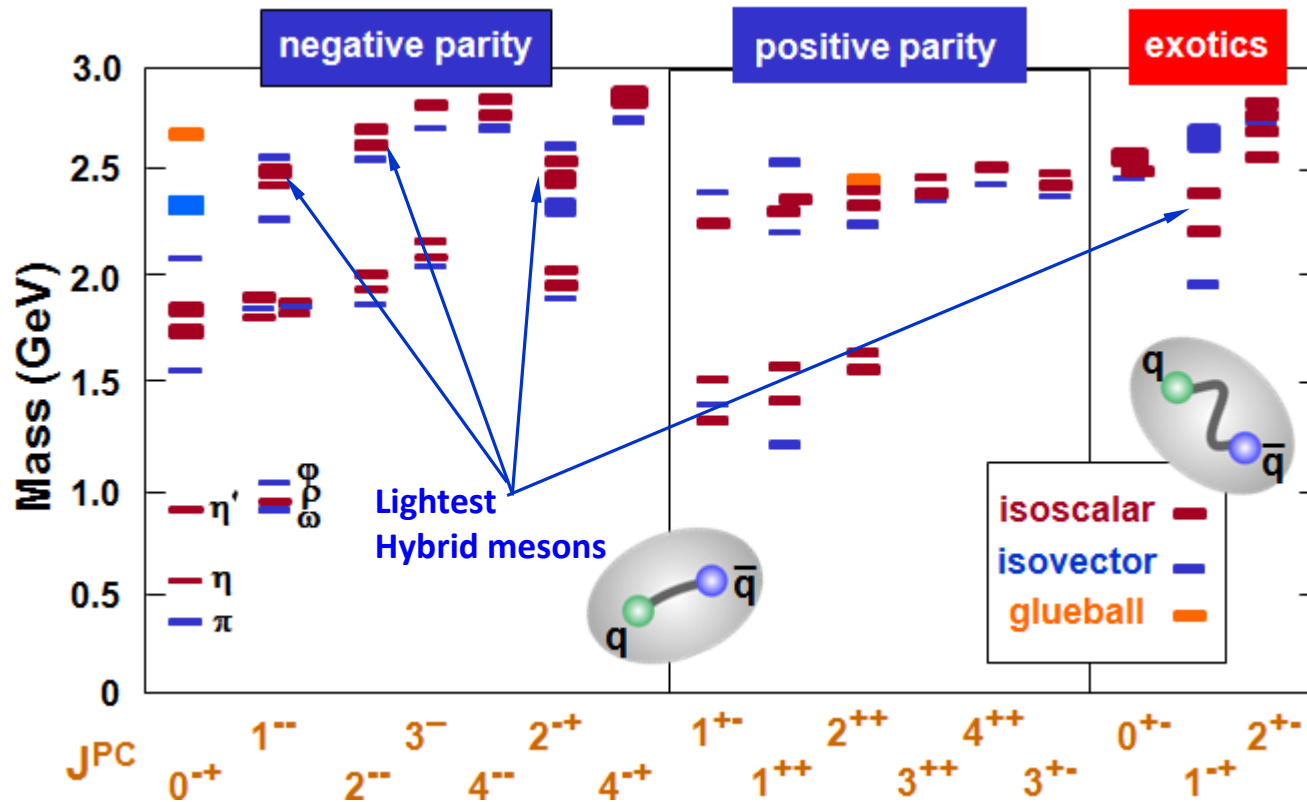 negative parity
positive parity
exotics
Mass (GeV)
3.0
2.5
2.0
1.5
1.0
0.5
0
η′
η
π
φ
ρ
ω
Lightest
Hybrid mesons
q
q̄
q
q̄
isoscalar
isovector
glueball
J^PC
0⁻⁺
1⁻⁻
2⁻⁻
3⁻
4⁻⁻
2⁻⁺
4⁻⁺
1⁺⁻
1⁺⁺
2⁺⁺
3⁺⁺
4⁺⁺
3⁺⁻
0⁺⁻
1⁻⁺
2⁺⁻